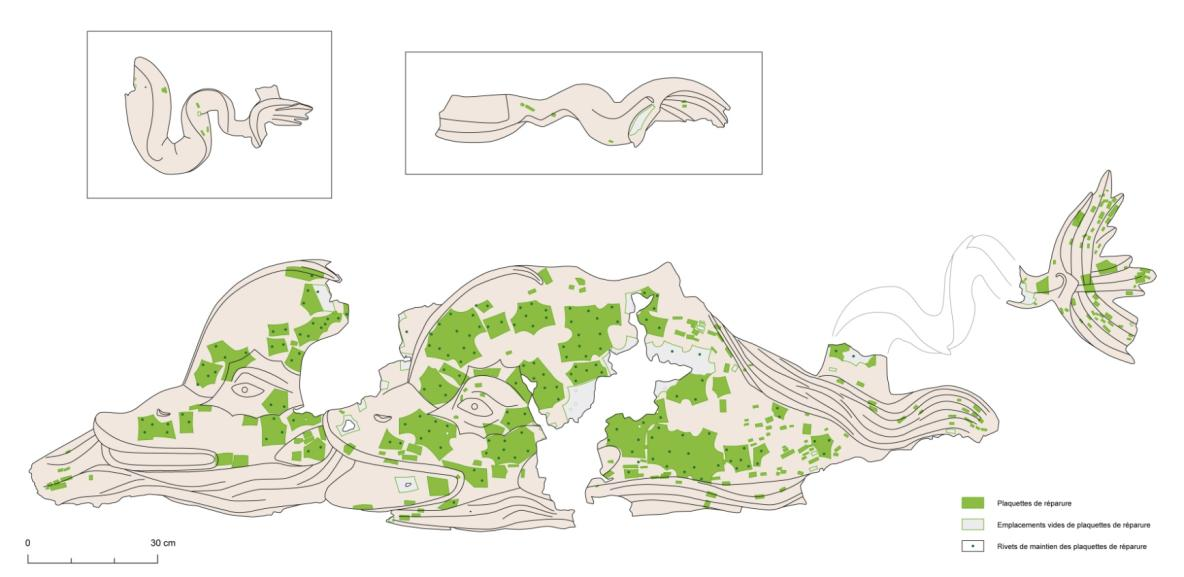 Plaquettes de réparure
Emplacements vides de plaquettes de réparure
Rivets de maintien des plaquettes de réparure
0 30 cm